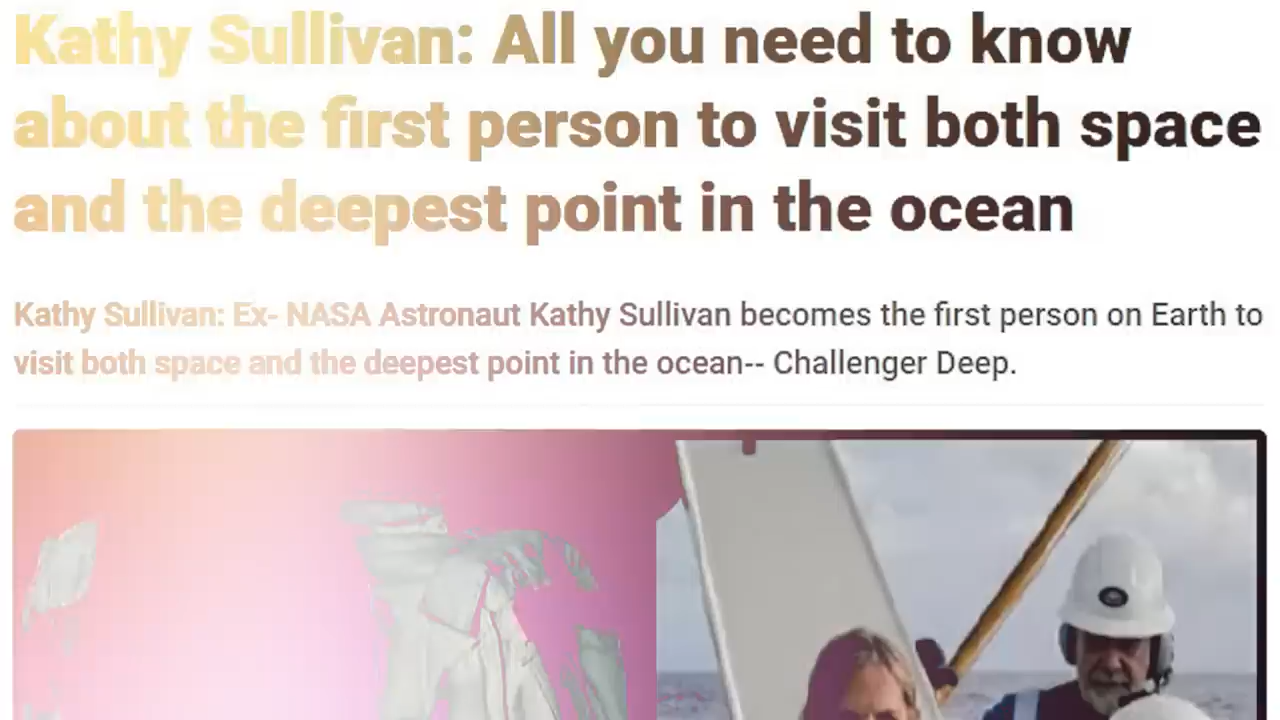 Kathy Sullivan: All you need to know
about the first person to visit both space
and the deepest point in the ocean
Kathy Sullivan: Ex- NASA Astronaut Kathy Sullivan becomes the first person on Earth to
visit both space and the deepest point in the ocean-- Challenger Deep.